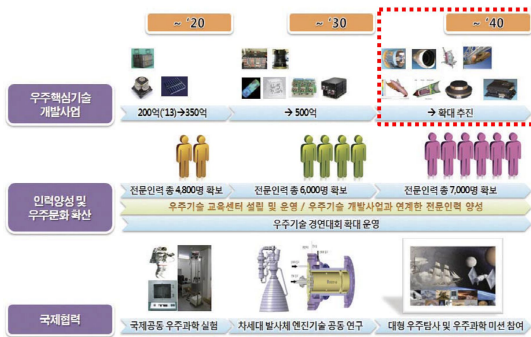 ~ '20
~ '30
~ '40
우주핵심기술
개발사업
200억('13)→350억
→ 500억
→ 확대 추진
인력양성 및
우주문화 확산
전문인력 총 4,800명 확보
전문인력 총 6,000명 확보
전문인력 총 7,000명 확보
우주기술 교육센터 설립 및 운영 / 우주기술 개발사업과 연계한 전문인력 양성
우주기술 경연대회 확대 운영
국제협력
국제공동 우주과학 실험
차세대 발사체 엔진기술 공동 연구
대형 우주탐사 및 우주과학 미션 참여